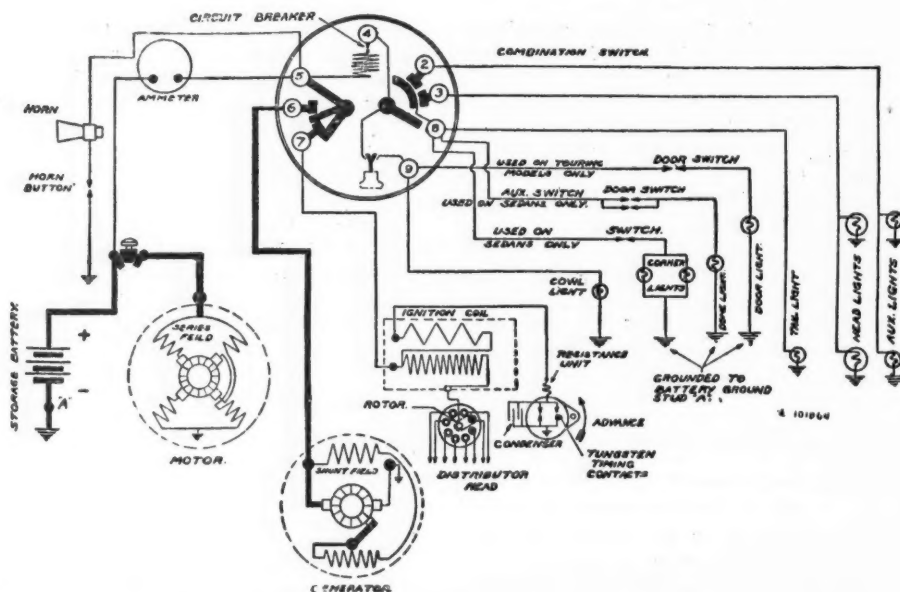 CIRCUIT BREAKER
COMBINATION SWITCH
4
2
3
5
6
7
8
9
AMMETER
HORN
HORN
BUTTON
USED ON TOURING
MODELS ONLY
DOOR SWITCH
AUX. SWITCH
USED ON SEDANS ONLY.
DOOR SWITCH
USED ON
SEDANS ONLY
SWITCH.
CORNER
LIGHTS
COWL
LIGHT
DOME LIGHT.
DOOR LIGHT.
TAIL LIGHT
HEAD LIGHTS
AUX. LIGHTS
STORAGE BATTERY.
+
-
"A"
SERIES
FEILD
MOTOR.
IGNITION COIL
RESISTANCE
UNIT
GROUNDED TO
BATTERY GROUND
STUD "A".
ROTOR.
CONDENSER
ADVANCE
TUNGSTEN
TIMING
CONTACTS
DISTRIBUTOR
HEAD
SHUNT FIELD
GENERATOR